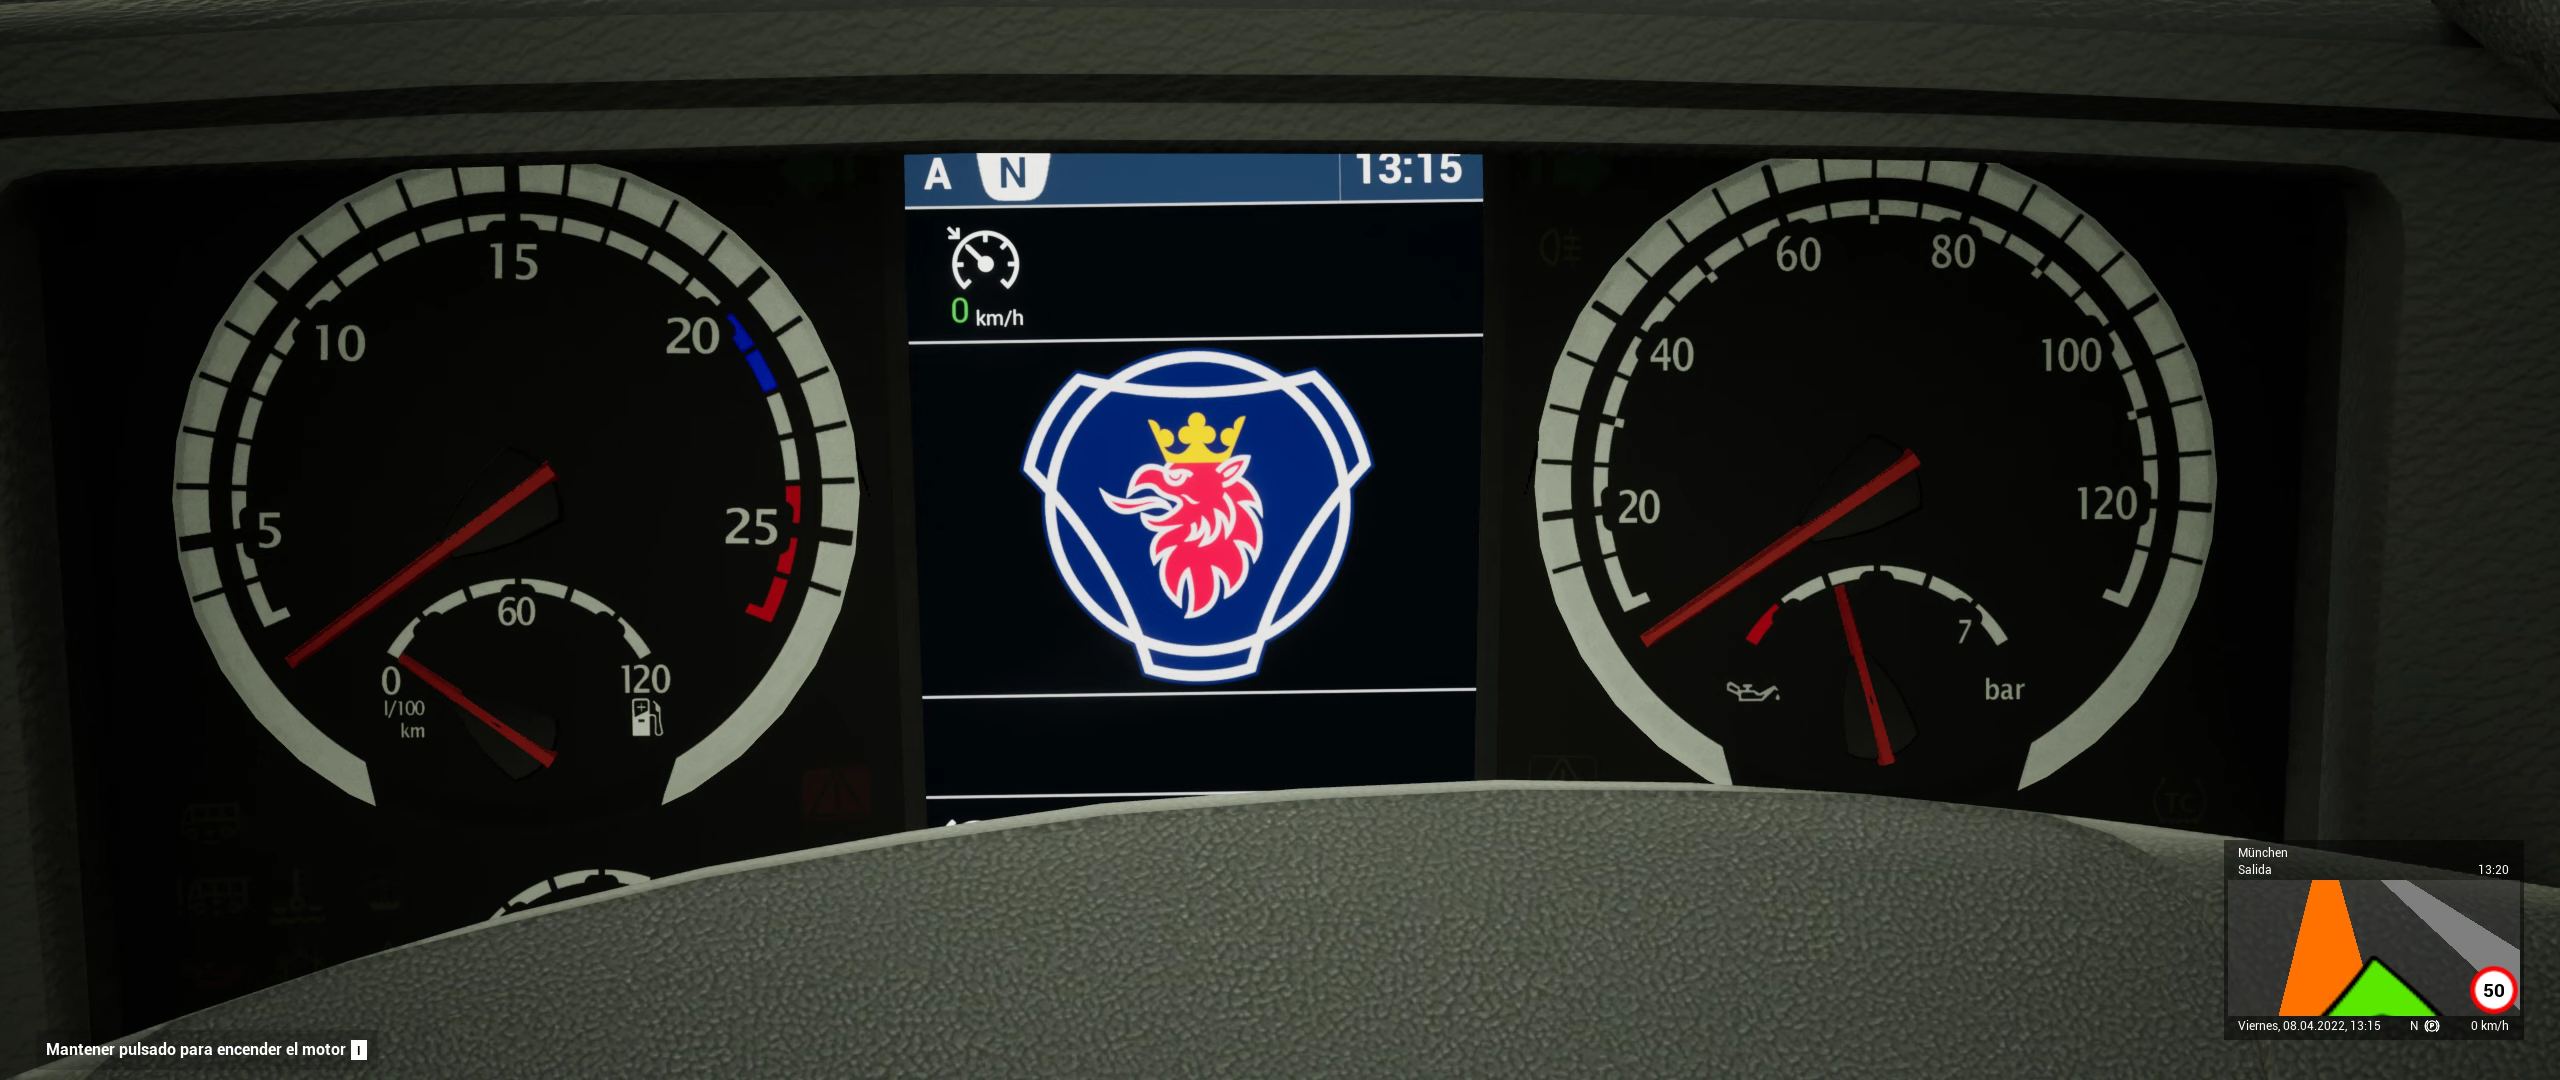 A N 13:15
0 km/h
5 10 15 20 25
0 60 120
l/100
km
20 40 60 80 100 120
7
bar
TC
München
Salida 13:20
50
Viernes, 08.04.2022, 13:15 N P 0 km/h
Mantener pulsado para encender el motor I